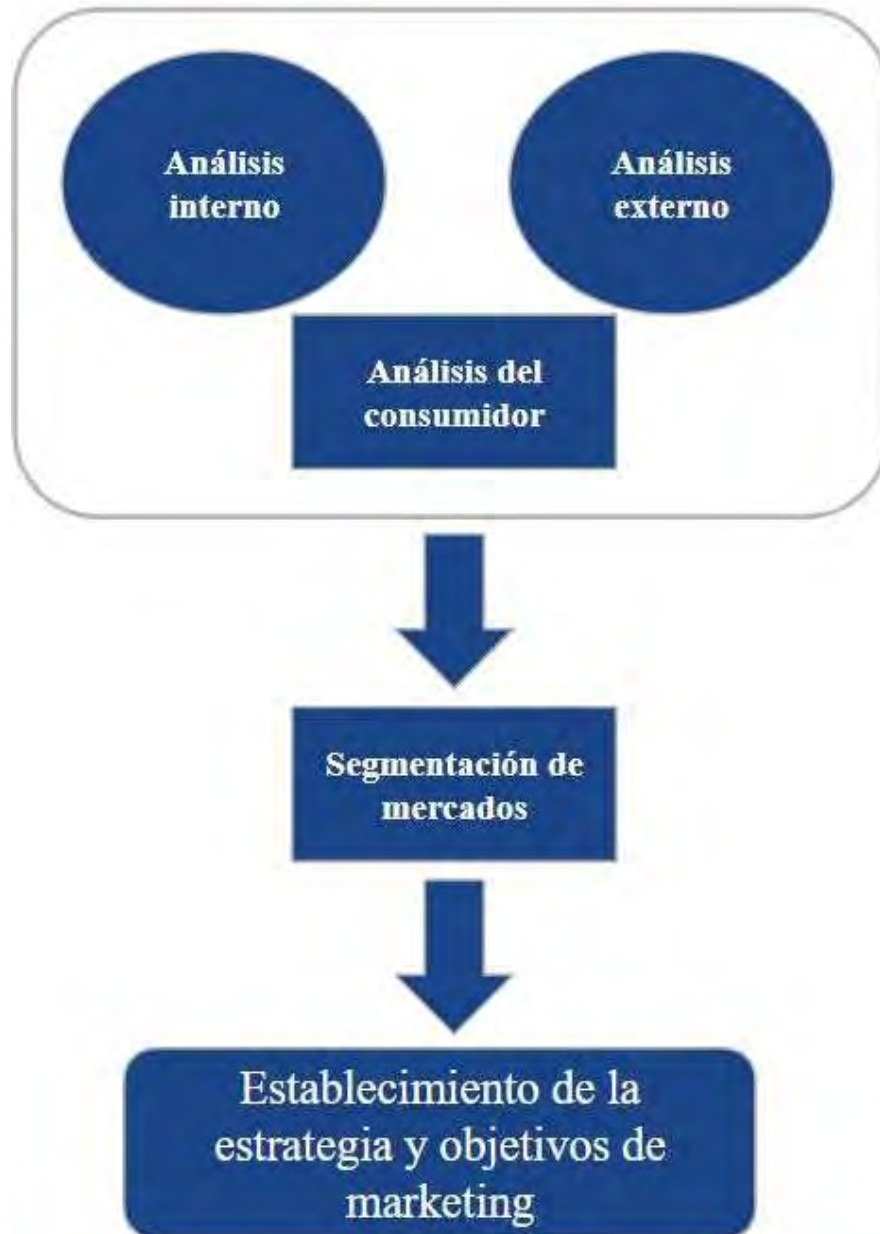 Análisis
interno
Análisis
externo
Análisis del
consumidor
Segmentación de
mercados
Establecimiento de la
estrategia y objetivos de
marketing